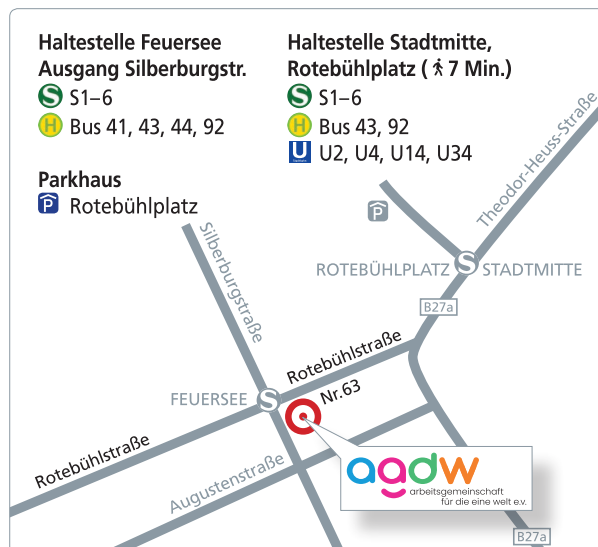 Haltestelle Feuersee
Ausgang Silberburgstr.
S S1–6
H Bus 41, 43, 44, 92
Parkhaus
P Rotebühlplatz
Haltestelle Stadtmitte,
Rotebühlplatz ( 7 Min.)
S S1–6
H Bus 43, 92
U U2, U4, U14, U34
Theodor-Heuss-Straße
P
Silberburgstraße
ROTEBÜHLPLATZ S STADTMITTE
B27a
Rotebühlstraße
Nr.63
FEUERSEE S
Rotebühlstraße
Augustenstraße
agdw
arbeitsgemeinschaft
für die eine welt e.v.
B27a